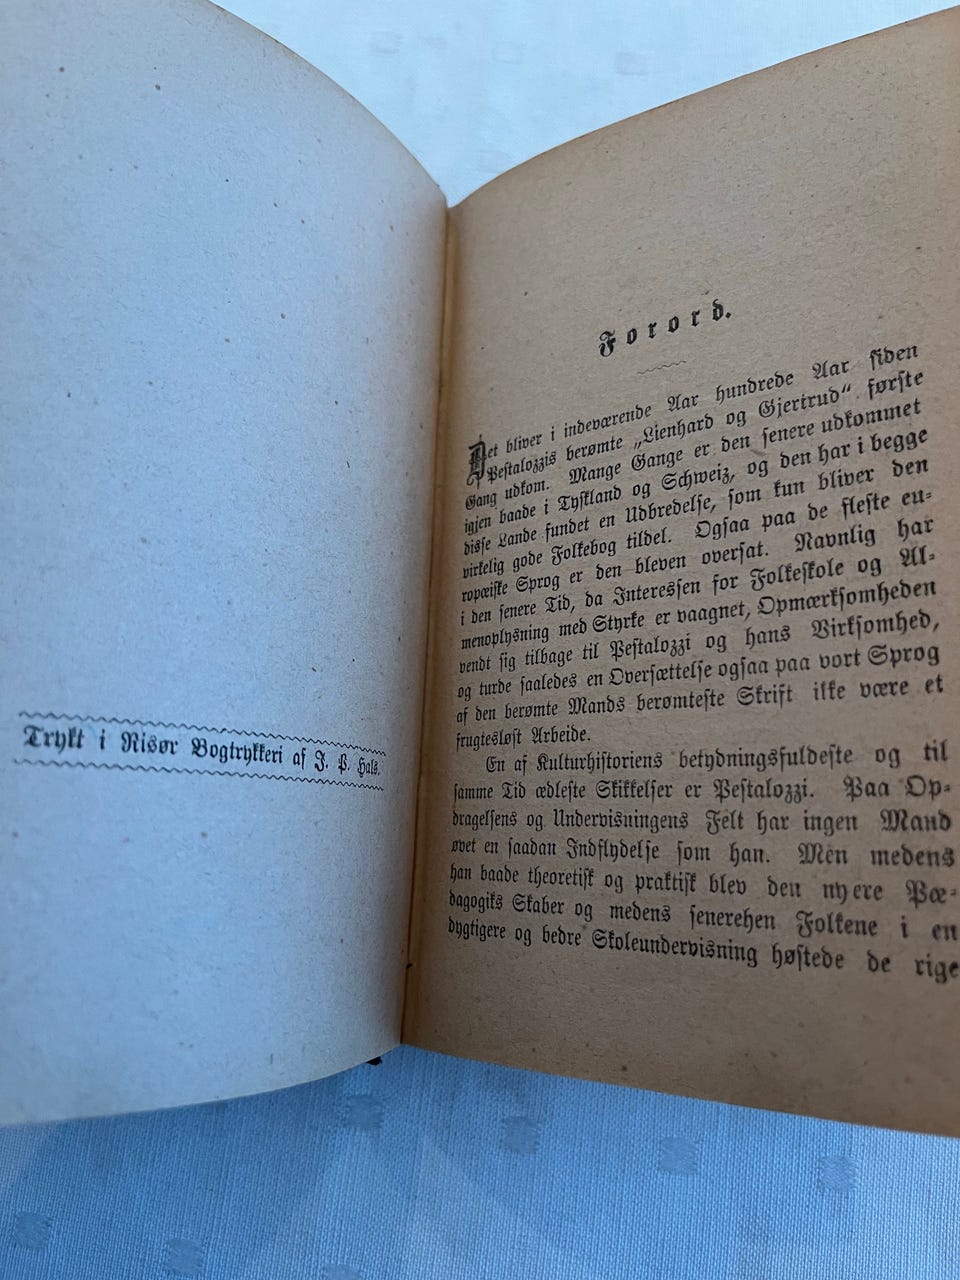 Trykt i Risør Bogtrykkeri af J. P. Hals.
Forord.
Det bliver i indeværende Aar hundrede Aar siden
Pestalozzis berømte „Lienhard og Gjertrud“ første
Gang udkom. Mange Gange er den senere udkommet
igjen baade i Tyskland og Schweiz, og den har i begge
disse Lande fundet en Udbredelse, som kun bliver den
virkelig gode Folkebog tildel. Ogsaa paa de fleste eu-
ropæiske Sprog er den bleven oversat. Navnlig har
i den senere Tid, da Interessen for Folkeskole og Al-
menoplysning med Styrke er vaagnet, Opmærksomheden
vendt sig tilbage til Pestalozzi og hans Virksomhed,
og turde saaledes en Oversættelse ogsaa paa vort Sprog
af den berømte Mands berømteste Skrift ikke være et
frugtesløst Arbeide.
En af Kulturhistoriens betydningsfuldeste og til
samme Tid ædleste Skikkelser er Pestalozzi. Paa Op-
dragelsens og Undervisningens Felt har ingen Mand
øvet en saadan Indflydelse som han. Men medens
han baade theoretisk og praktisk blev den nyere Pæ-
dagogiks Skaber og medens senerehen Folkene i en
dygtigere og bedre Skoleundervisning høstede de rige